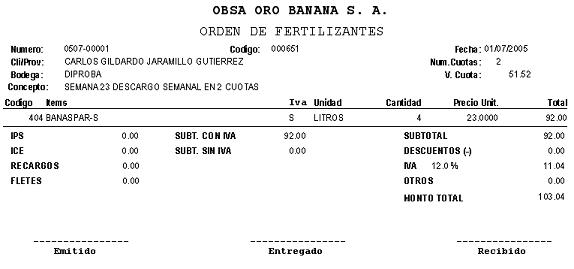 OBSA ORO BANANA S. A.
ORDEN DE FERTILIZANTES
Numero: 0507-00001 Codigo: 000651 Fecha: 01/07/2005
Cli/Prov: CARLOS GILDARDO JARAMILLO GUTIERREZ Num.Cuotas: 2
Bodega: DIPROBA V. Cuota: 51.52
Concepto: SEMANA 23 DESCARGO SEMANAL EN 2 CUOTAS
Codigo Items Iva Unidad Cantidad Precio Unit. Total
404 BANASPAR-S S LITROS 4 23.0000 92.00
IPS 0.00 SUBT. CON IVA 92.00 SUBTOTAL 92.00
ICE 0.00 SUBT. SIN IVA 0.00 DESCUENTOS (-) 0.00
RECARGOS 0.00 IVA 12.0 % 11.04
FLETES 0.00 OTROS 0.00
MONTO TOTAL 103.04
Emitido Entregado Recibido